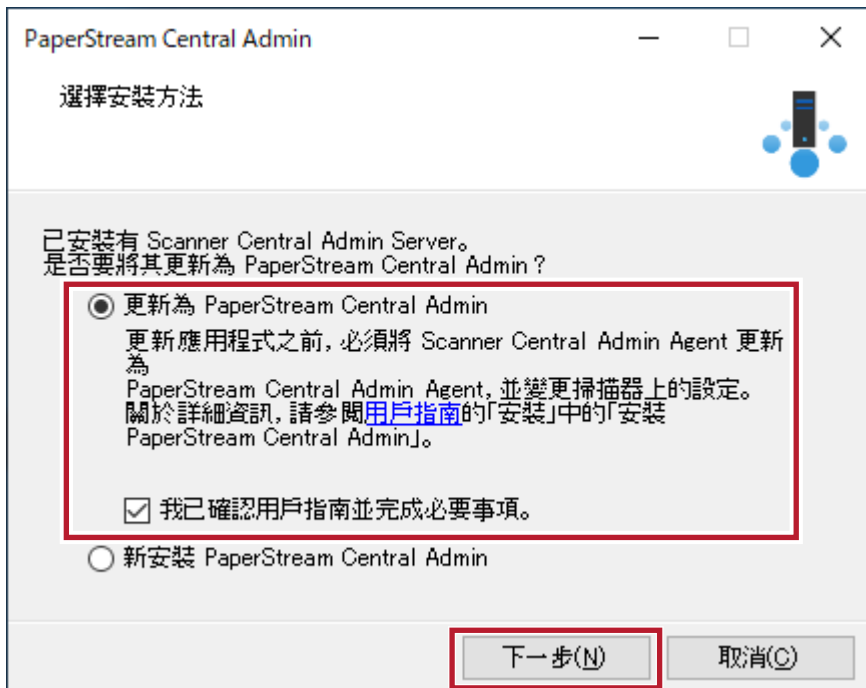 PaperStream Central Admin
選擇安裝方法
已安裝有 Scanner Central Admin Server。
是否要將其更新為 PaperStream Central Admin？
更新為 PaperStream Central Admin
更新應用程式之前，必須將 Scanner Central Admin Agent 更新
為
PaperStream Central Admin Agent，並變更掃描器上的設定。
關於詳細資訊，請參閱用戶指南的「安裝」中的「安裝
PaperStream Central Admin」。
我已確認用戶指南並完成必要事項。
新安裝 PaperStream Central Admin
下一步(N) 取消(C)